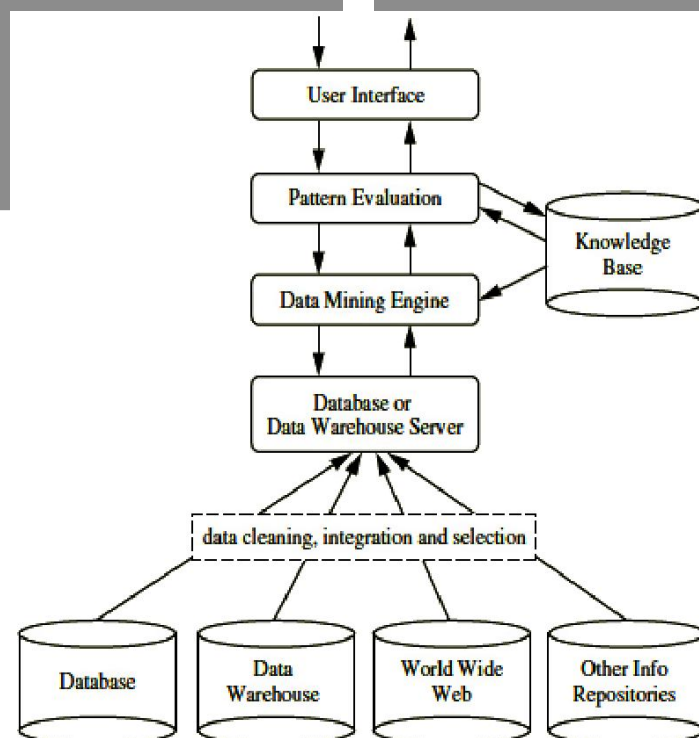 User Interface
Pattern Evaluation
Knowledge
Base
Data Mining Engine
Database or
Data Warehouse Server
data cleaning, integration and selection
Database
Data
Warehouse
World Wide
Web
Other Info
Repositories